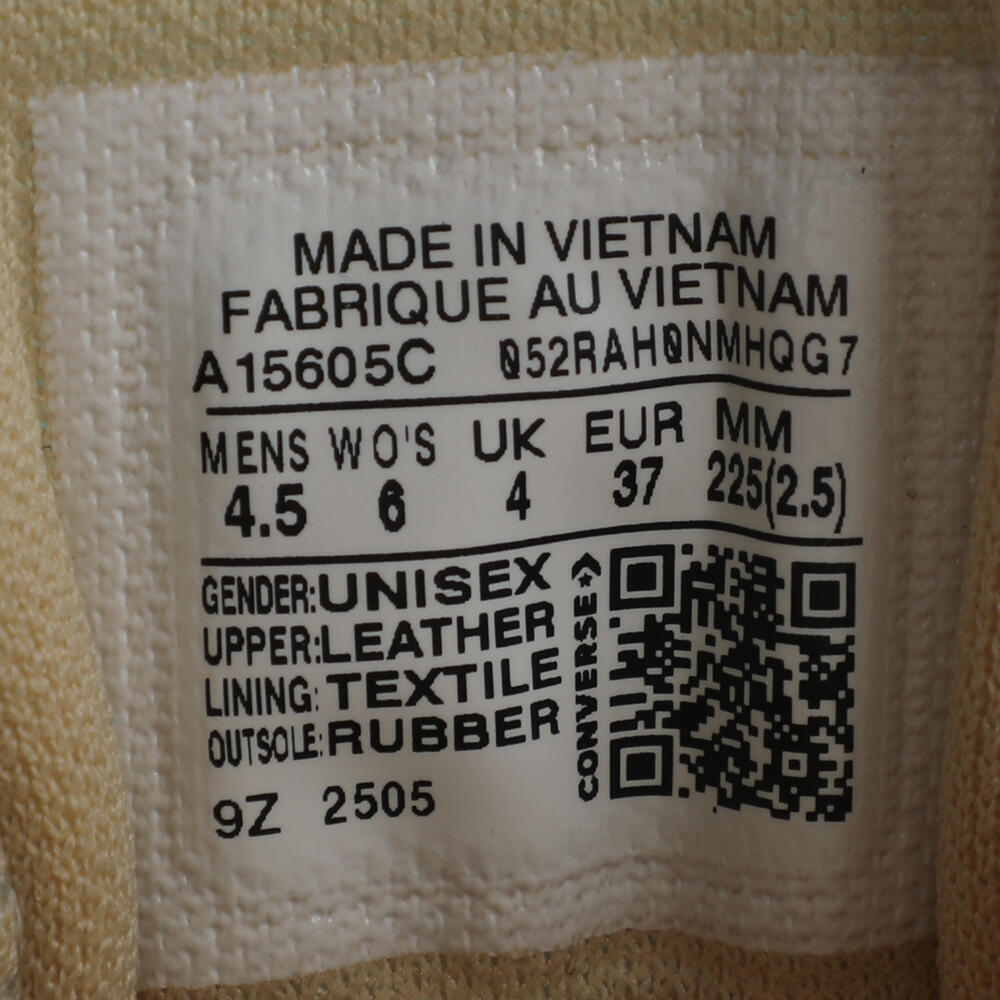 MADE IN VIETNAM
FABRIQUE AU VIETNAM
A15605C 052RAH0NMHQG7
MENS WO'S UK EUR MM
4.5 6 4 37 225(2.5)
GENDER:UNISEX
UPPER:LEATHER
LINING:TEXTILE
OUTSOLE:RUBBER
9Z 2505
CONVERSE